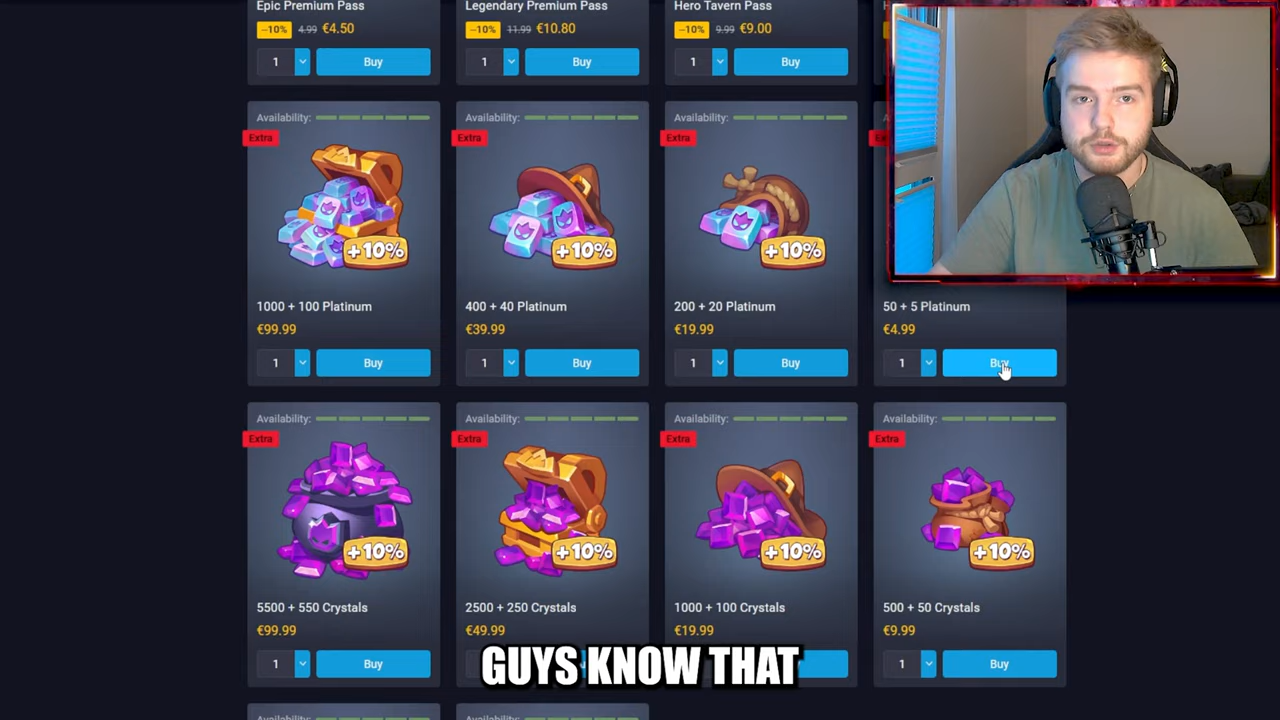 Epic Premium Pass
Legendary Premium Pass
Hero Tavern Pass
–10% 4.99 €4.50
–10% 11.99 €10.80
–10% 9.99 €9.00
1 Buy
1 Buy
1 Buy
Availability:
Availability:
Availability:
Extra
Extra
Extra
+10%
+10%
+10%
1000 + 100 Platinum
400 + 40 Platinum
200 + 20 Platinum
50 + 5 Platinum
€99.99
€39.99
€19.99
€4.99
1 Buy
1 Buy
1 Buy
1 Buy
Availability:
Availability:
Availability:
Availability:
Extra
Extra
Extra
Extra
+10%
+10%
+10%
+10%
5500 + 550 Crystals
2500 + 250 Crystals
1000 + 100 Crystals
500 + 50 Crystals
€99.99
€49.99
€19.99
€9.99
1 Buy
1 Buy
GUYS KNOW THAT
Availability:
Availability: